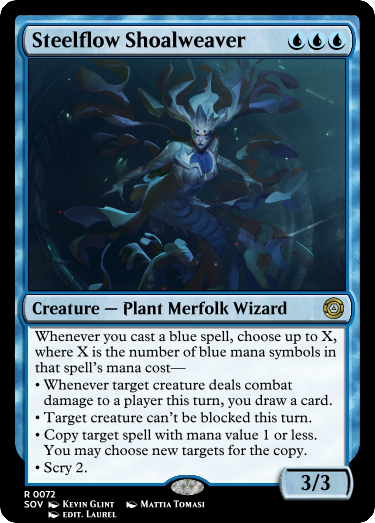 Steelflow Shoalweaver
Creature — Plant Merfolk Wizard
Whenever you cast a blue spell, choose up to X,
where X is the number of blue mana symbols in
that spell's mana cost—
• Whenever target creature deals combat
damage to a player this turn, you draw a card.
• Target creature can't be blocked this turn.
• Copy target spell with mana value 1 or less.
You may choose new targets for the copy.
• Scry 2.
3/3
R 0072
SOV Kevin Glint Mattia Tomasi
edit. Laurel